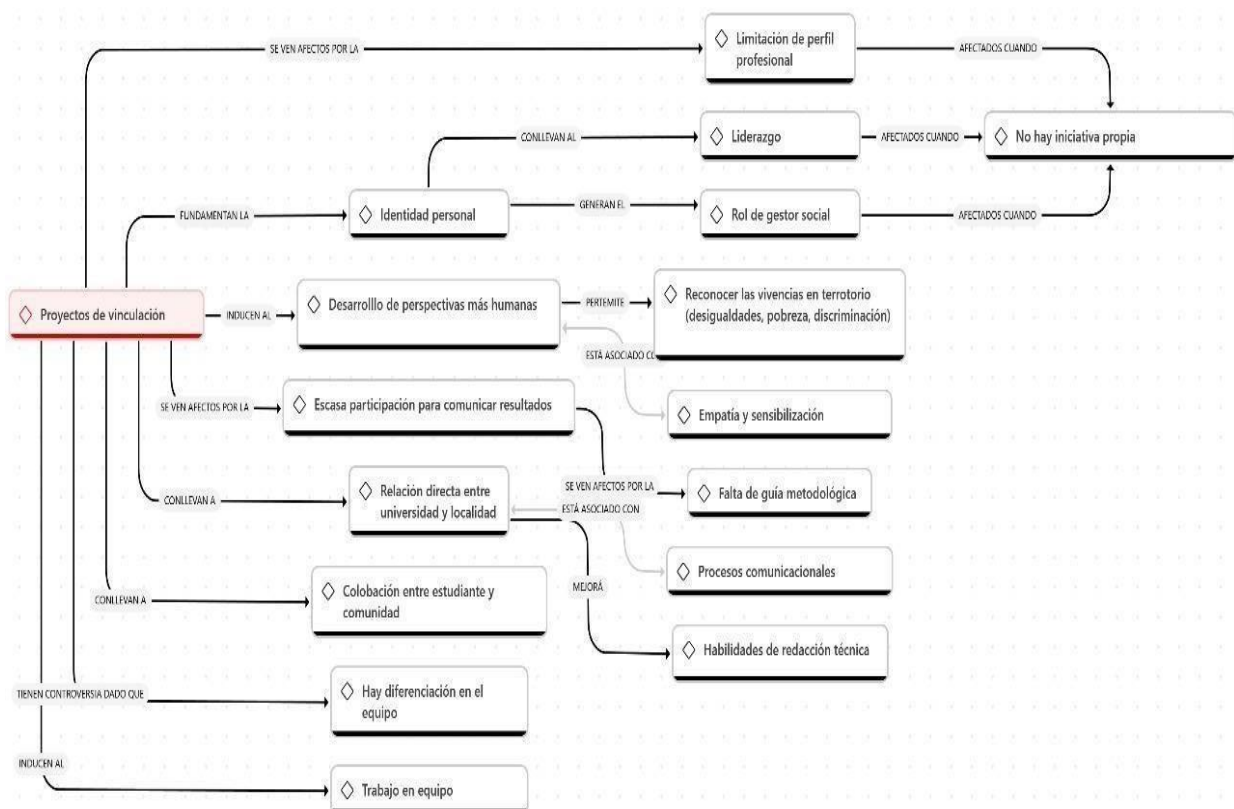 SE VEN AFECTOS POR LA
Limitación de perfil
profesional
AFECTADOS CUANDO
CONLLEVAN AL
Liderazgo
AFECTADOS CUANDO
No hay iniciativa propia
FUNDAMENTAN LA
Identidad personal
GENERAN EL
Rol de gestor social
AFECTADOS CUANDO
Proyectos de vinculación
INDUCEN AL
Desarrolllo de perspectivas más humanas
PERTEMITE
Reconocer las vivencias en terrotorio
(desigualdades, pobreza, discriminación)
ESTÁ ASOCIADO
Empatía y sensibilización
SE VEN AFECTOS POR LA
Escasa participación para comunicar resultados
SE VEN AFECTOS POR LA
Falta de guía metodológica
CONLLEVAN A
Relación directa entre
universidad y localidad
ESTÁ ASOCIADO CON
Procesos comunicacionales
MEJORÁ
Habilidades de redacción técnica
CONLLEVAN A
Colobación entre estudiante y
comunidad
TIENEN CONTROVERSIA DADO QUE
Hay diferenciación en el
equipo
INDUCEN AL
Trabajo en equipo